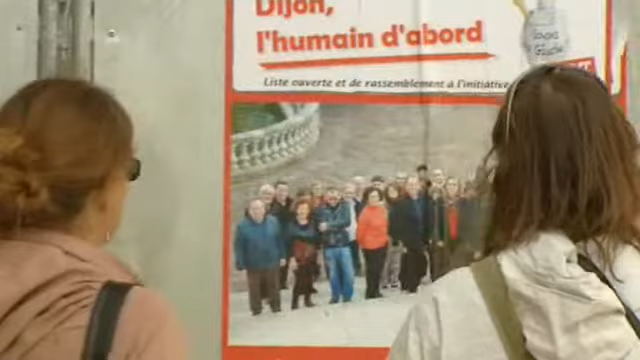 Dijon,
l'humain d'abord
Liste ouverte et de rassemblement à l'initiative